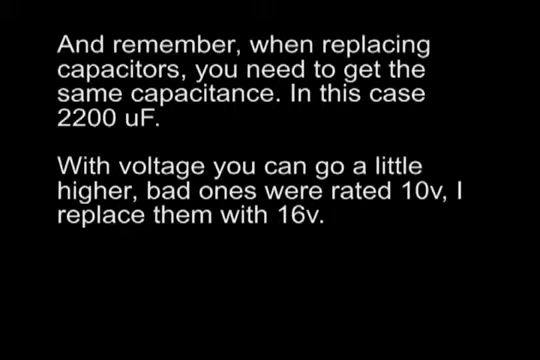 And remember, when replacing
capacitors, you need to get the
same capacitance. In this case
2200 uF.
With voltage you can go a little
higher, bad ones were rated 10v, I
replace them with 16v.